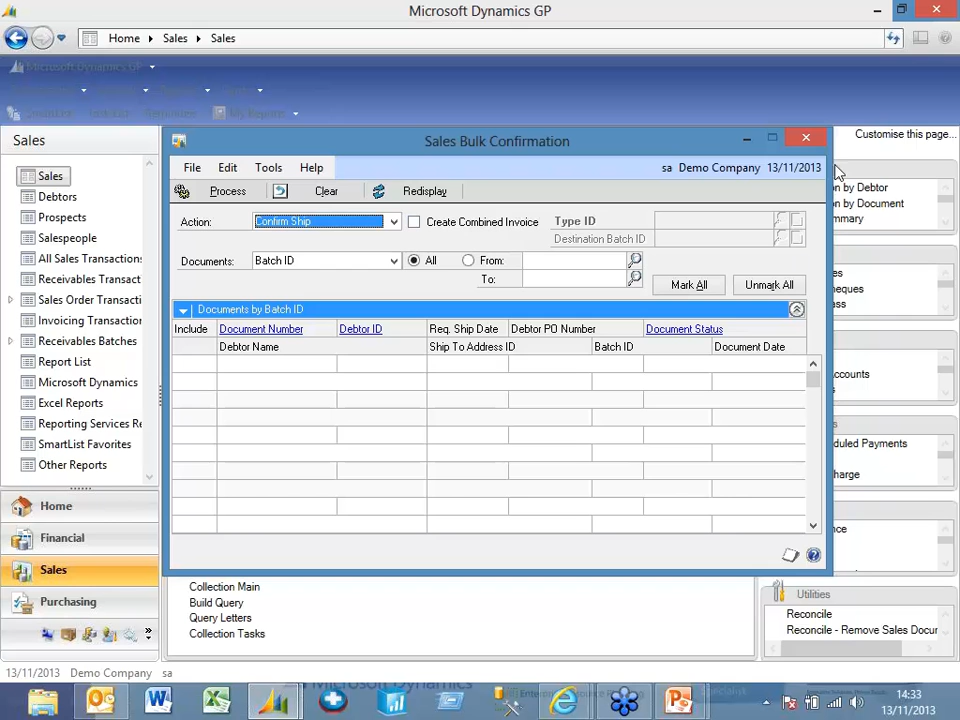 Microsoft Dynamics GP
Home Sales Sales
Microsoft Dynamics GP
My Reports
Customise this page...
Sales
Sales
Debtors
Prospects
Salespeople
All Sales Transactions
Receivables Transact
Sales Order Transacti
Invoicing Transaction
Receivables Batches
Report List
Microsoft Dynamics
Excel Reports
Reporting Services Re
SmartList Favorites
Other Reports
Home
Financial
Sales
Purchasing
Sales Bulk Confirmation
File Edit Tools Help
sa Demo Company 13/11/2013
Process Clear Redisplay
Action: Confirm Ship Create Combined Invoice Type ID
Destination Batch ID
Documents: Batch ID All From:
To:
Mark All Unmark All
Documents by Batch ID
Include Document Number Debtor ID Req. Ship Date Debtor PO Number Document Status
Debtor Name Ship To Address ID Batch ID Document Date
n by Debtor
n by Document
mmary
es
eques
ss
ccounts
duled Payments
harge
nce
Collection Main
Build Query
Query Letters
Collection Tasks
Utilities
Reconcile
Reconcile - Remove Sales Docur
13/11/2013 Demo Company sa
14:33
13/11/2013